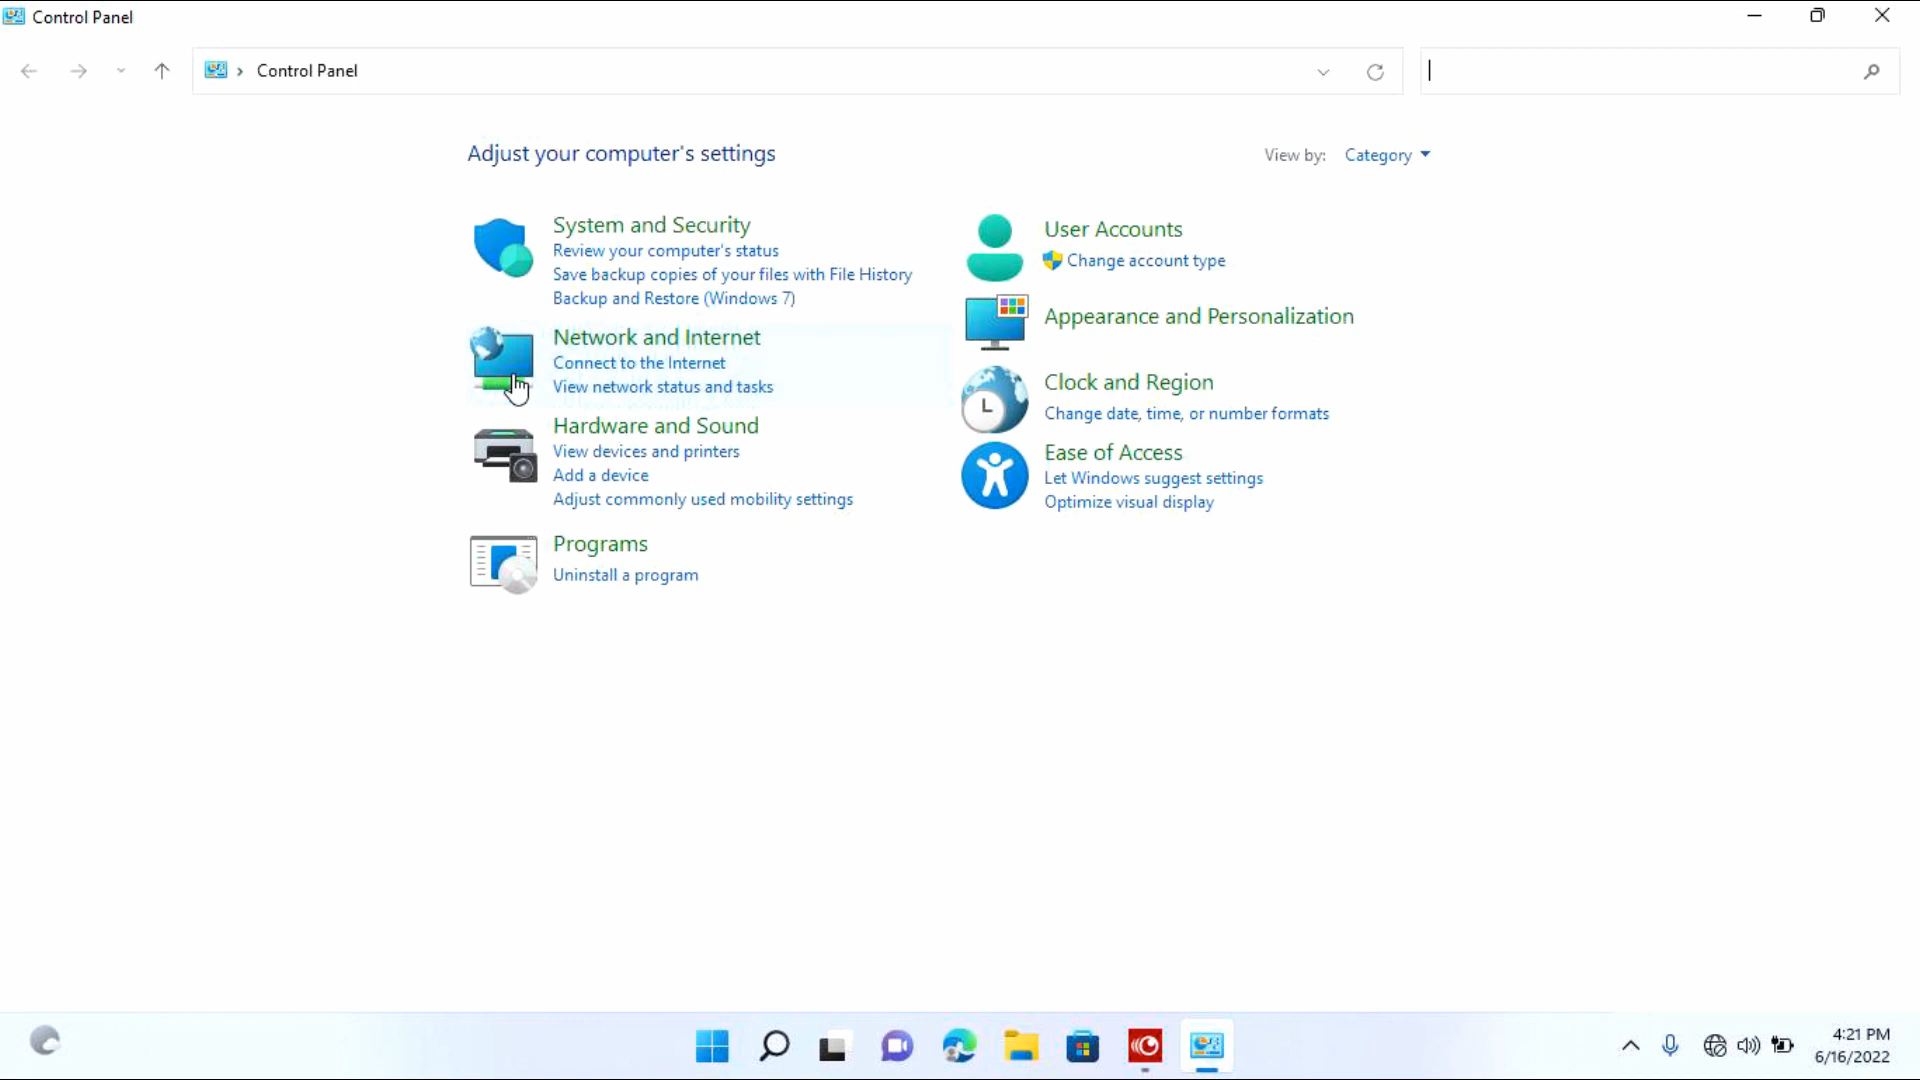 Control Panel
Control Panel
Adjust your computer's settings
View by: Category
System and Security
Review your computer's status
Save backup copies of your files with File History
Backup and Restore (Windows 7)
Network and Internet
Connect to the Internet
View network status and tasks
Hardware and Sound
View devices and printers
Add a device
Adjust commonly used mobility settings
Programs
Uninstall a program
User Accounts
Change account type
Appearance and Personalization
Clock and Region
Change date, time, or number formats
Ease of Access
Let Windows suggest settings
Optimize visual display
4:21 PM
6/16/2022